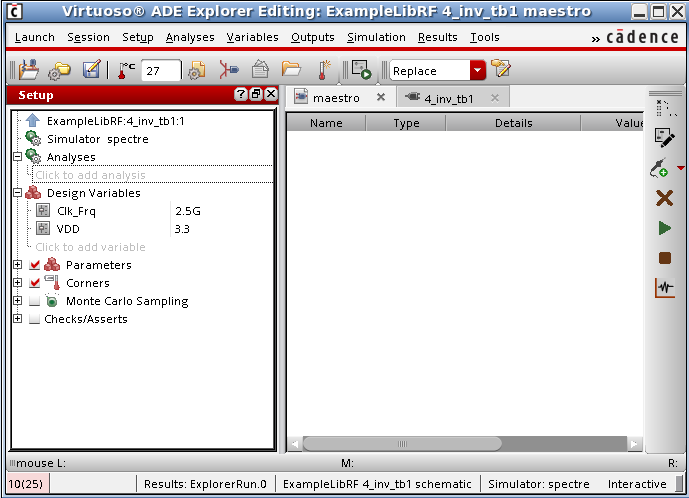 Virtuoso® ADE Explorer Editing: ExampleLibRF 4_inv_tb1 maestro
Launch Session Setup Analyses Variables Outputs Simulation Results Tools » cādence
°C 27 Replace
Setup ? maestro 4_inv_tb1
Name Type Details Value
ExampleLibRF:4_inv_tb1:1
Simulator spectre
Analyses
Click to add analysis
Design Variables
Clk_Frq 2.5G
VDD 3.3
Click to add variable
Parameters
Corners
Monte Carlo Sampling
Checks/Asserts
mouse L: M: R:
10(25) Results: ExplorerRun.0 ExampleLibRF 4_inv_tb1 schematic Simulator: spectre Interactive